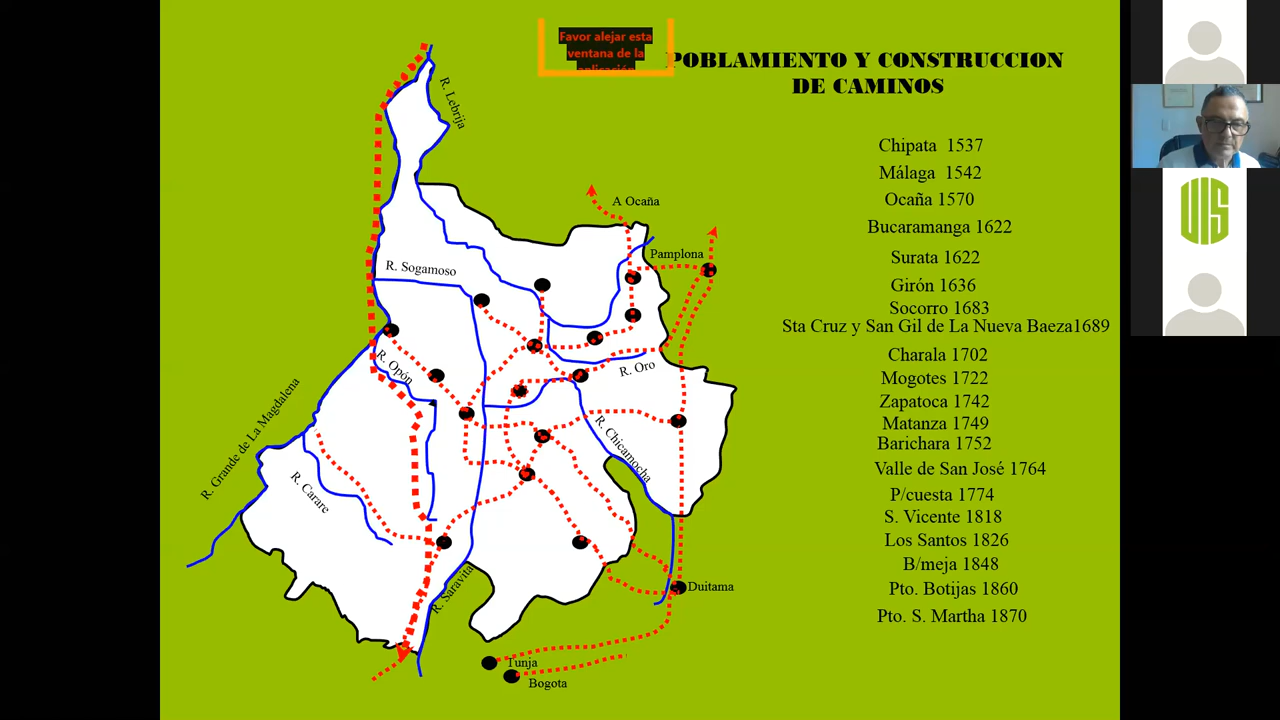 Favor alejar esta
ventana de la
aplicación
POBLAMIENTO Y CONSTRUCCION
DE CAMINOS
R. Lebrija
A Ocaña
Pamplona
R. Sogamoso
R. Opón
R. Oro
R. Grande de La Magdalena
R. Chicamocha
R. Carare
R. Saravita
Duitama
Tunja
Bogota
Chipata 1537
Málaga 1542
Ocaña 1570
Bucaramanga 1622
Surata 1622
Girón 1636
Socorro 1683
Sta Cruz y San Gil de La Nueva Baeza1689
Charala 1702
Mogotes 1722
Zapatoca 1742
Matanza 1749
Barichara 1752
Valle de San José 1764
P/cuesta 1774
S. Vicente 1818
Los Santos 1826
B/meja 1848
Pto. Botijas 1860
Pto. S. Martha 1870
UIS